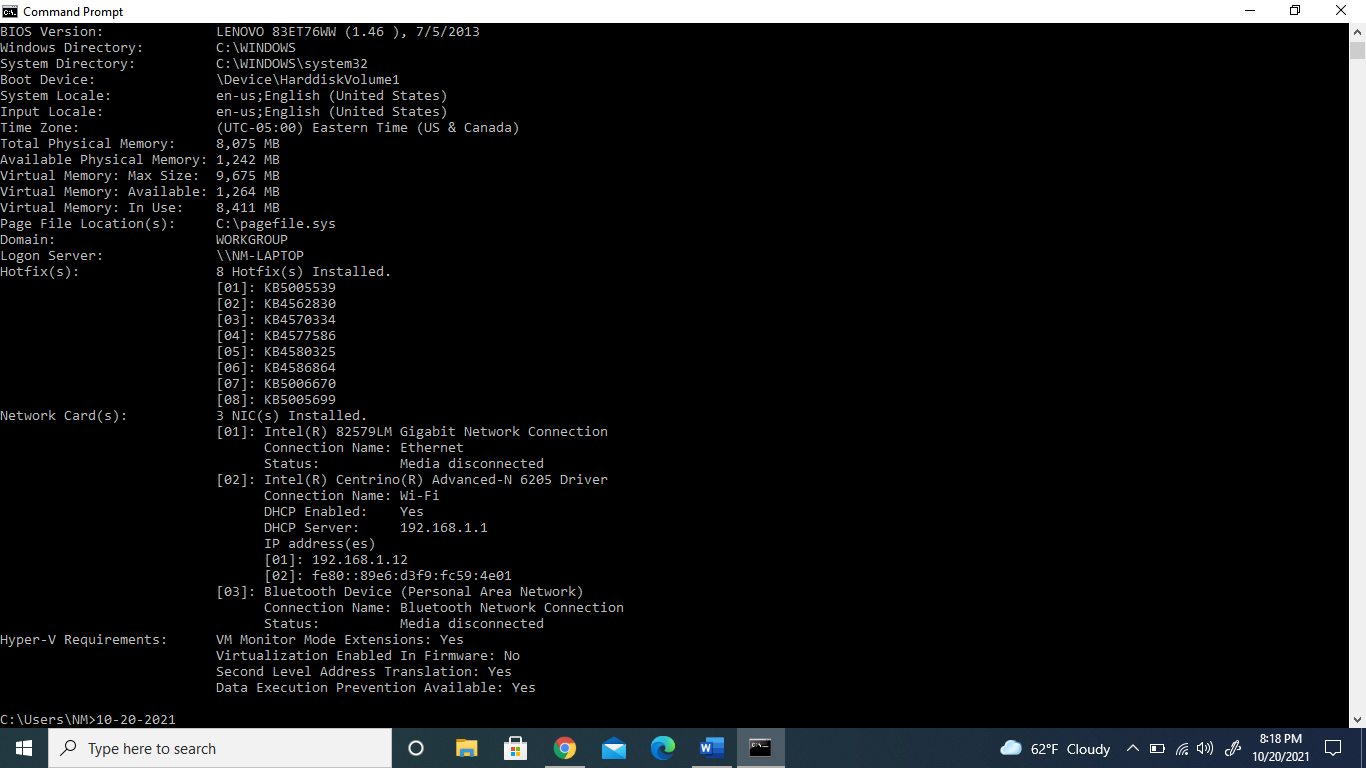 Command Prompt
BIOS Version:              LENOVO 83ET76WW (1.46 ), 7/5/2013
Windows Directory:         C:\WINDOWS
System Directory:          C:\WINDOWS\system32
Boot Device:               \Device\HarddiskVolume1
System Locale:             en-us;English (United States)
Input Locale:              en-us;English (United States)
Time Zone:                 (UTC-05:00) Eastern Time (US & Canada)
Total Physical Memory:     8,075 MB
Available Physical Memory: 1,242 MB
Virtual Memory: Max Size:  9,675 MB
Virtual Memory: Available: 1,264 MB
Virtual Memory: In Use:    8,411 MB
Page File Location(s):     C:\pagefile.sys
Domain:                    WORKGROUP
Logon Server:              \\NM-LAPTOP
Hotfix(s):                 8 Hotfix(s) Installed.
                           [01]: KB5005539
                           [02]: KB4562830
                           [03]: KB4570334
                           [04]: KB4577586
                           [05]: KB4580325
                           [06]: KB4586864
                           [07]: KB5006670
                           [08]: KB5005699
Network Card(s):           3 NIC(s) Installed.
                           [01]: Intel(R) 82579LM Gigabit Network Connection
                                 Connection Name: Ethernet
                                 Status:          Media disconnected
                           [02]: Intel(R) Centrino(R) Advanced-N 6205 Driver
                                 Connection Name: Wi-Fi
                                 DHCP Enabled:    Yes
                                 DHCP Server:     192.168.1.1
                                 IP address(es)
                                 [01]: 192.168.1.12
                                 [02]: fe80::89e6:d3f9:fc59:4e01
                           [03]: Bluetooth Device (Personal Area Network)
                                 Connection Name: Bluetooth Network Connection
                                 Status:          Media disconnected
Hyper-V Requirements:      VM Monitor Mode Extensions: Yes
                           Virtualization Enabled In Firmware: No
                           Second Level Address Translation: Yes
                           Data Execution Prevention Available: Yes
C:\Users\NM>10-20-2021
Type here to search
62°F Cloudy
8:18 PM
10/20/2021